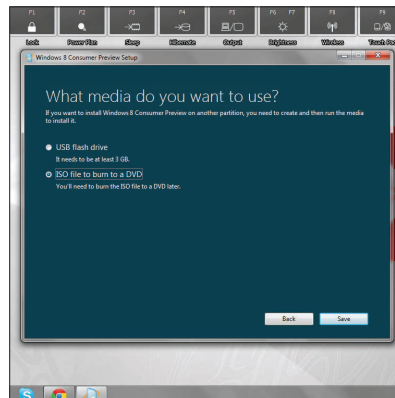 F1 F2 F3 F4 F5 F6 F7 F8 F9
Lock Power Plan Sleep Hibernate Output Brightness Wireless Touch Pad
Windows 8 Consumer Preview Setup
What media do you want to use?
If you want to install Windows 8 Consumer Preview on another partition, you need to create and then run the media
to install it.
USB flash drive
It needs to be at least 3 GB.
ISO file to burn to a DVD
You'll need to burn the ISO file to a DVD later.
Back Save